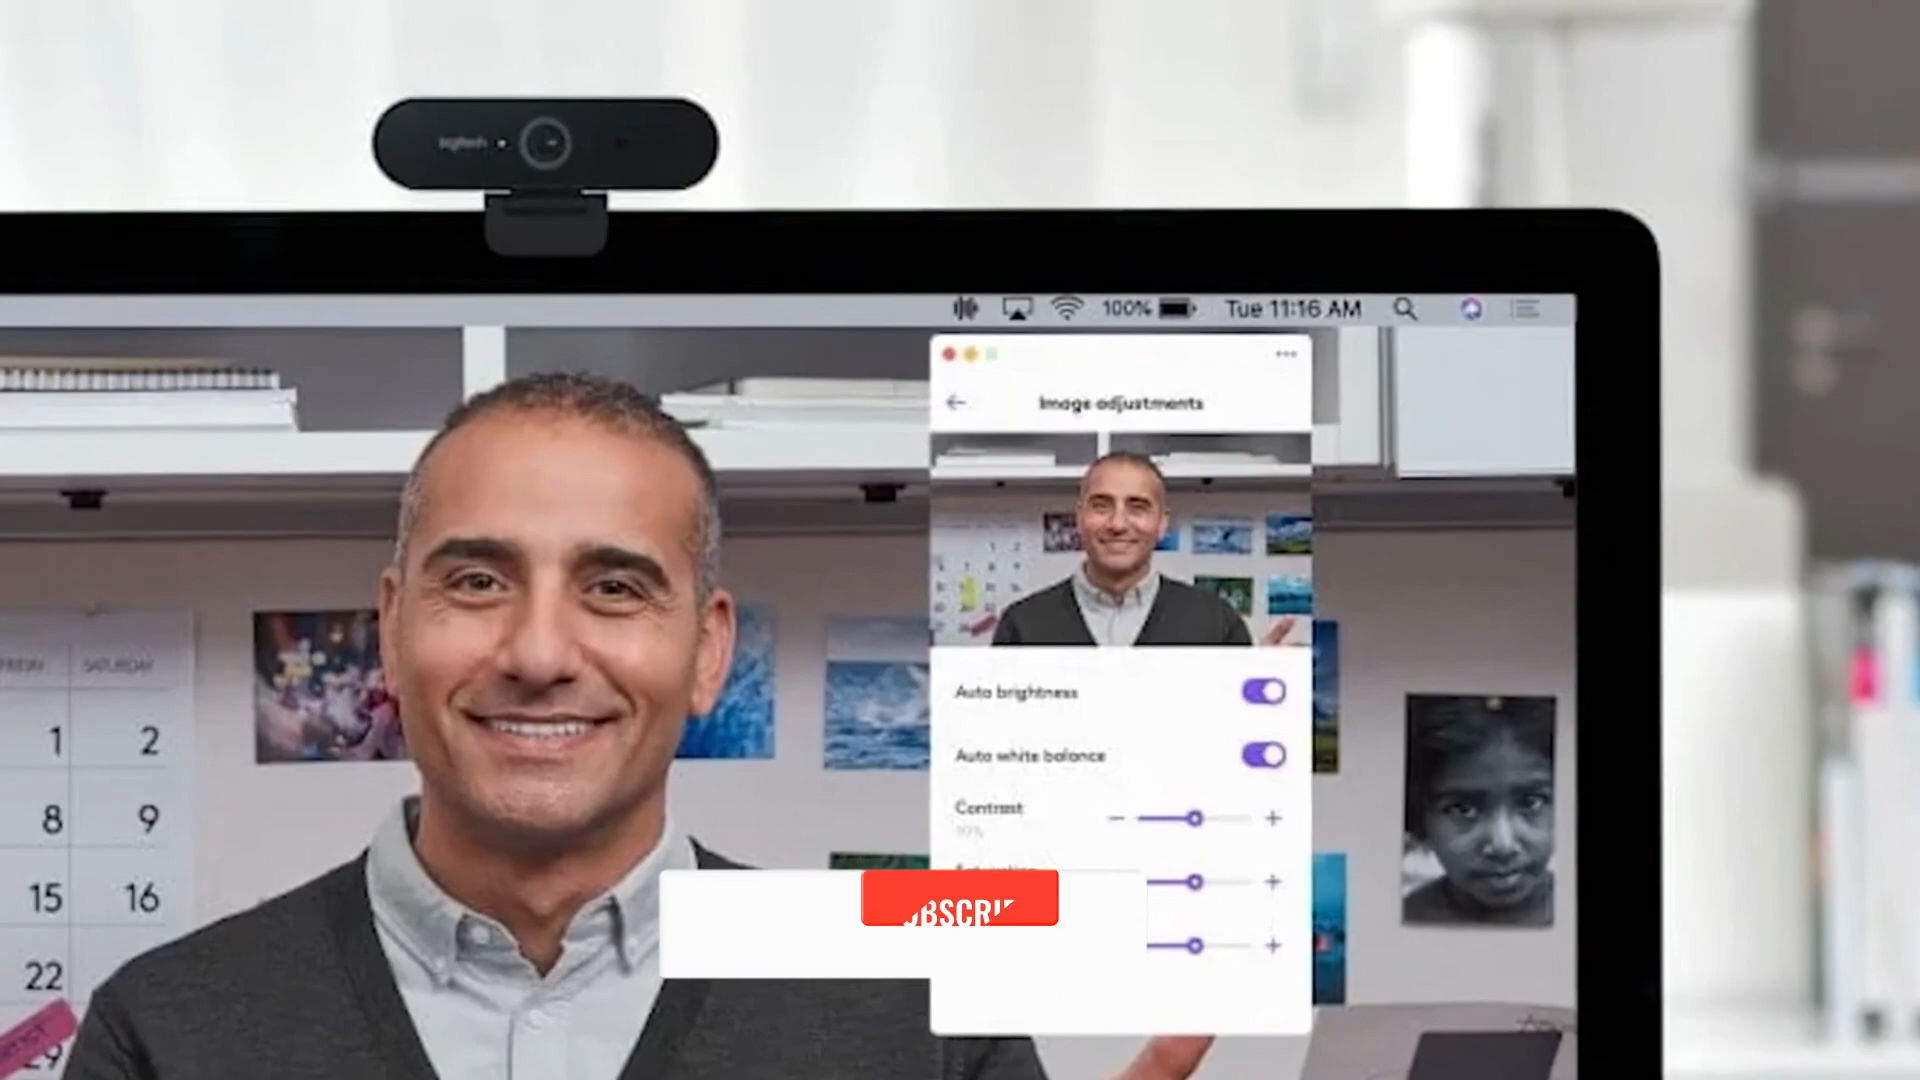 logitech
100%
Tue 11:16 AM
Image adjustments
FRIDAY SATURDAY
1 2
8 9
15 16
22
29
Auto brightness
Auto white balance
Contrast